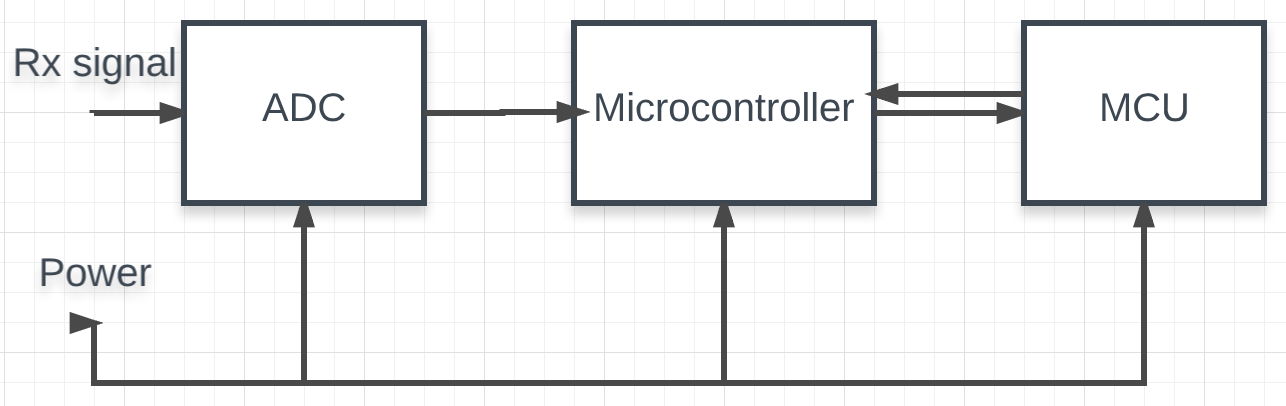 Rx signal
ADC
Microcontroller
MCU
Power